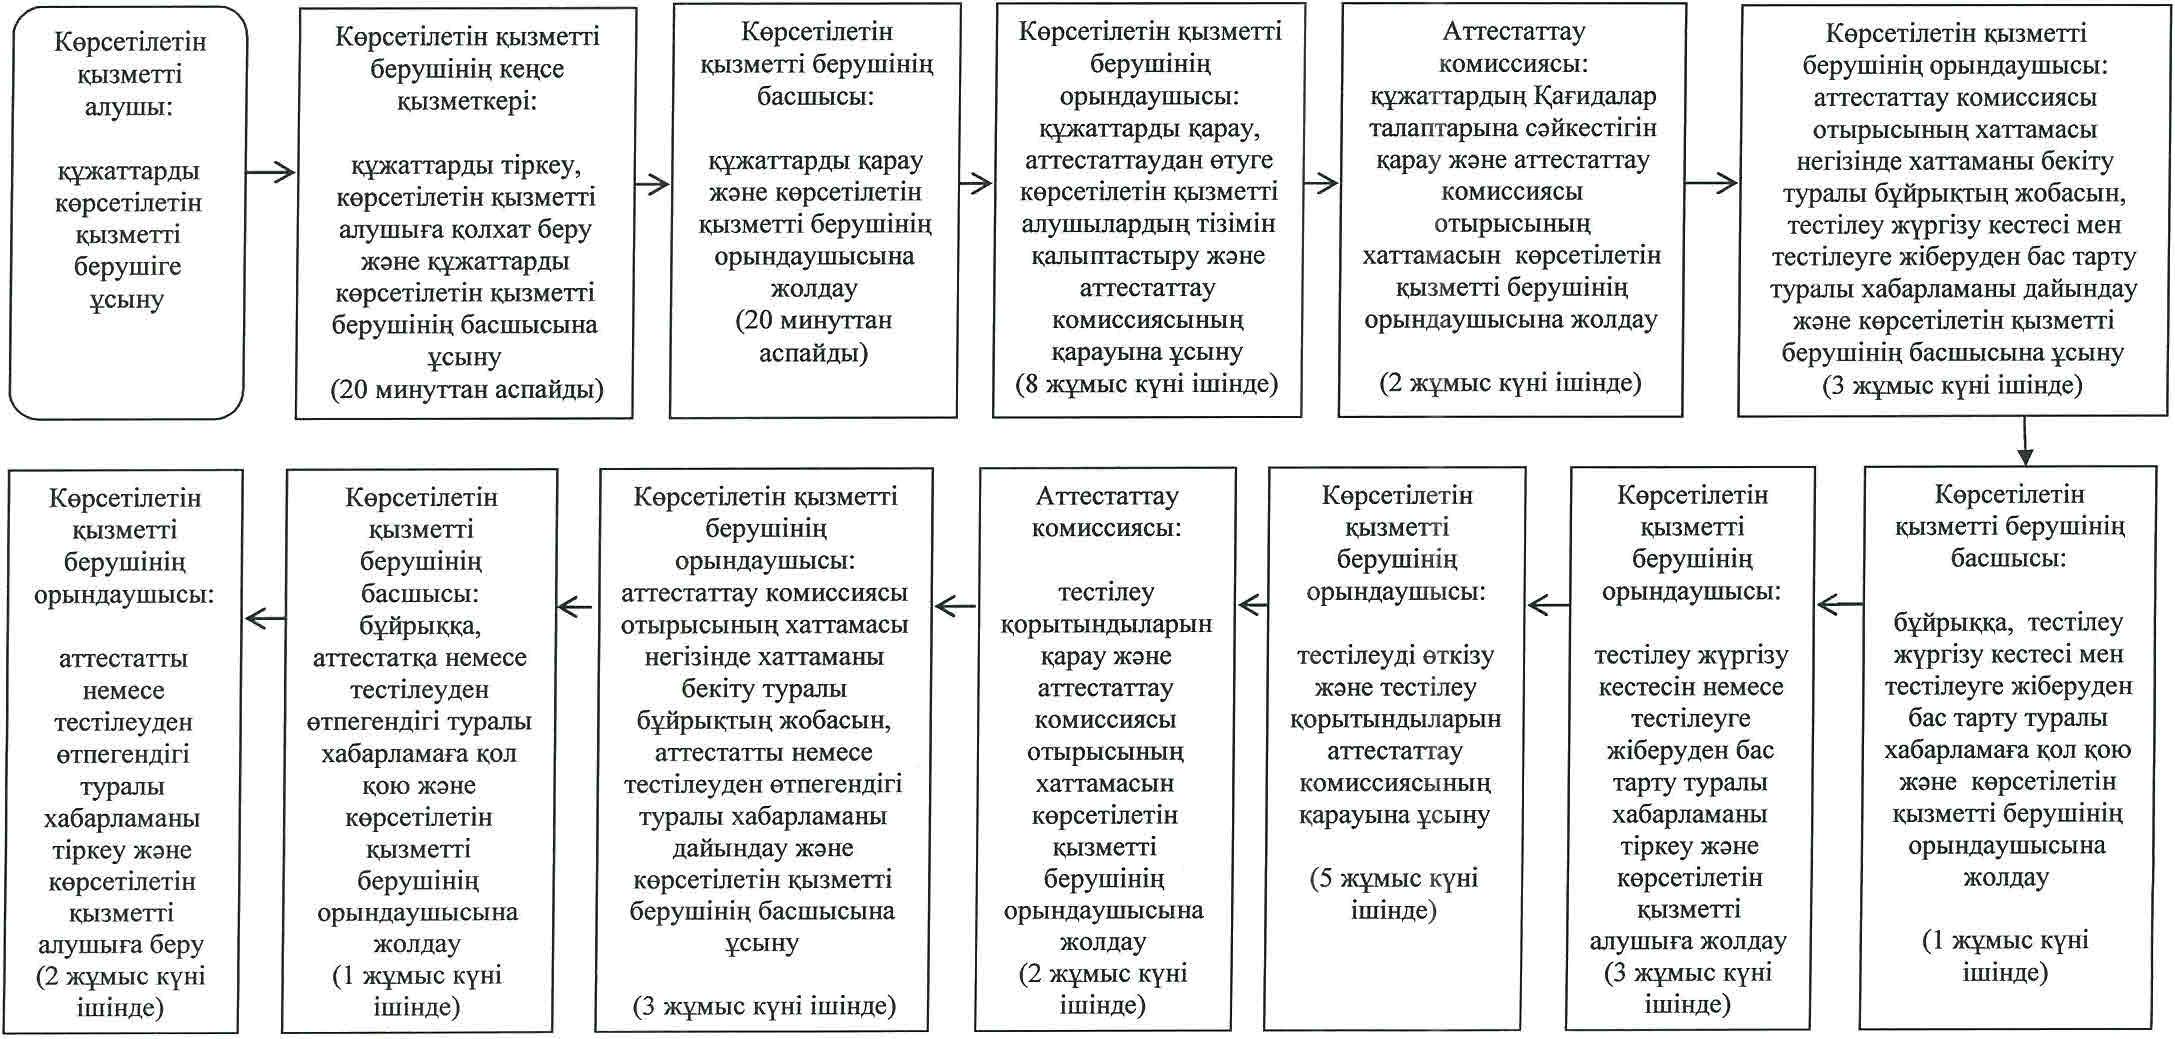 Көрсетілетін
қызметті
алушы:
құжаттарды
көрсетілетін
қызметті
берушіге
ұсыну
Көрсетілетін қызметті
берушінің кеңсе
қызметкері:
құжаттарды тіркеу,
көрсетілетін қызметті
алушыға қолхат беру
және құжаттарды
көрсетілетін қызметті
берушінің басшысына
ұсыну
(20 минуттан аспайды)
Көрсетілетін
қызметті берушінің
басшысы:
құжаттарды қарау
және көрсетілетін
қызметті берушінің
орындаушысына
жолдау
(20 минуттан
аспайды)
Көрсетілетін қызметті
берушінің
орындаушысы:
құжаттарды қарау,
аттестаттаудан өтуге
көрсетілетін қызметті
алушылардың тізімін
қалыптастыру және
аттестаттау
комиссиясының
қарауына ұсыну
(8 жұмыс күні ішінде)
Аттестаттау
комиссиясы:
құжаттардың Қағидалар
талаптарына сәйкестігін
қарау және аттестаттау
комиссиясы
отырысының
хаттамасын көрсетілетін
қызметті берушінің
орындаушысына жолдау
(2 жұмыс күні ішінде)
Көрсетілетін қызметті
берушінің орындаушысы:
аттестаттау комиссиясы
отырысының хаттамасы
негізінде хаттаманы бекіту
туралы бұйрықтың жобасын,
тестілеу жүргізу кестесі мен
тестілеуге жіберуден бас тарту
туралы хабарламаны дайындау
және көрсетілетін қызметті
берушінің басшысына ұсыну
(3 жұмыс күні ішінде)
Көрсетілетін
қызметті берушінің
басшысы:
бұйрыққа, тестілеу
жүргізу кестесі мен
тестілеуге жіберуден
бас тарту туралы
хабарламаға қол қою
және көрсетілетін
қызметті берушінің
орындаушысына
жолдау
(1 жұмыс күні
ішінде)
Көрсетілетін
қызметті
берушінің
орындаушысы:
тестілеу жүргізу
кестесін немесе
тестілеуге
жіберуден бас
тарту туралы
хабарламаны
тіркеу және
көрсетілетін
қызметті
алушыға жолдау
(3 жұмыс күні
ішінде)
Көрсетілетін
қызметті
берушінің
орындаушысы:
тестілеуді өткізу
және тестілеу
қорытындыларын
аттестаттау
комиссиясының
қарауына ұсыну
(5 жұмыс күні
ішінде)
Аттестаттау
комиссиясы:
тестілеу
қорытындыларын
қарау және
аттестаттау
комиссиясы
отырысының
хаттамасын
көрсетілетін
қызметті
берушінің
орындаушысына
жолдау
(2 жұмыс күні
ішінде)
Көрсетілетін қызметті
берушінің
орындаушысы:
аттестаттау комиссиясы
отырысының хаттамасы
негізінде хаттаманы
бекіту туралы
бұйрықтың жобасын,
аттестатты немесе
тестілеуден өтпегендігі
туралы хабарламаны
дайындау және
көрсетілетін қызметті
берушінің басшысына
ұсыну
(3 жұмыс күні ішінде)
Көрсетілетін
қызметті
берушінің
басшысы:
бұйрыққа,
аттестатқа немесе
тестілеуден
өтпегендігі туралы
хабарламаға қол
қою және
көрсетілетін
қызметті
берушінің
орындаушысына
жолдау
(1 жұмыс күні
ішінде)
Көрсетілетін
қызметті
берушінің
орындаушысы:
аттестатты
немесе
тестілеуден
өтпегендігі
туралы
хабарламаны
тіркеу және
көрсетілетін
қызметті
алушыға беру
(2 жұмыс күні
ішінде)